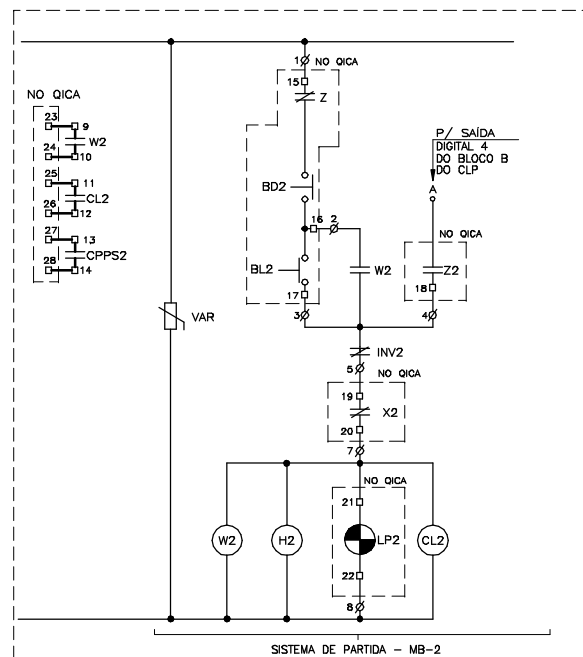 1 NO QICA
15
Z
NO QICA
23 9
W2
24 10
25 11
CL2
26 12
27 13
CPPS2
28 14
P/ SAÍDA
DIGITAL 4
DO BLOCO B
DO CLP
A
BD2
16 2
NO QICA
BL2
W2
Z2
17
18
3
4
VAR
INV2
5 NO QICA
19
X2
20
7
NO QICA
21
W2 H2 LP2 CL2
22
8
SISTEMA DE PARTIDA - MB-2